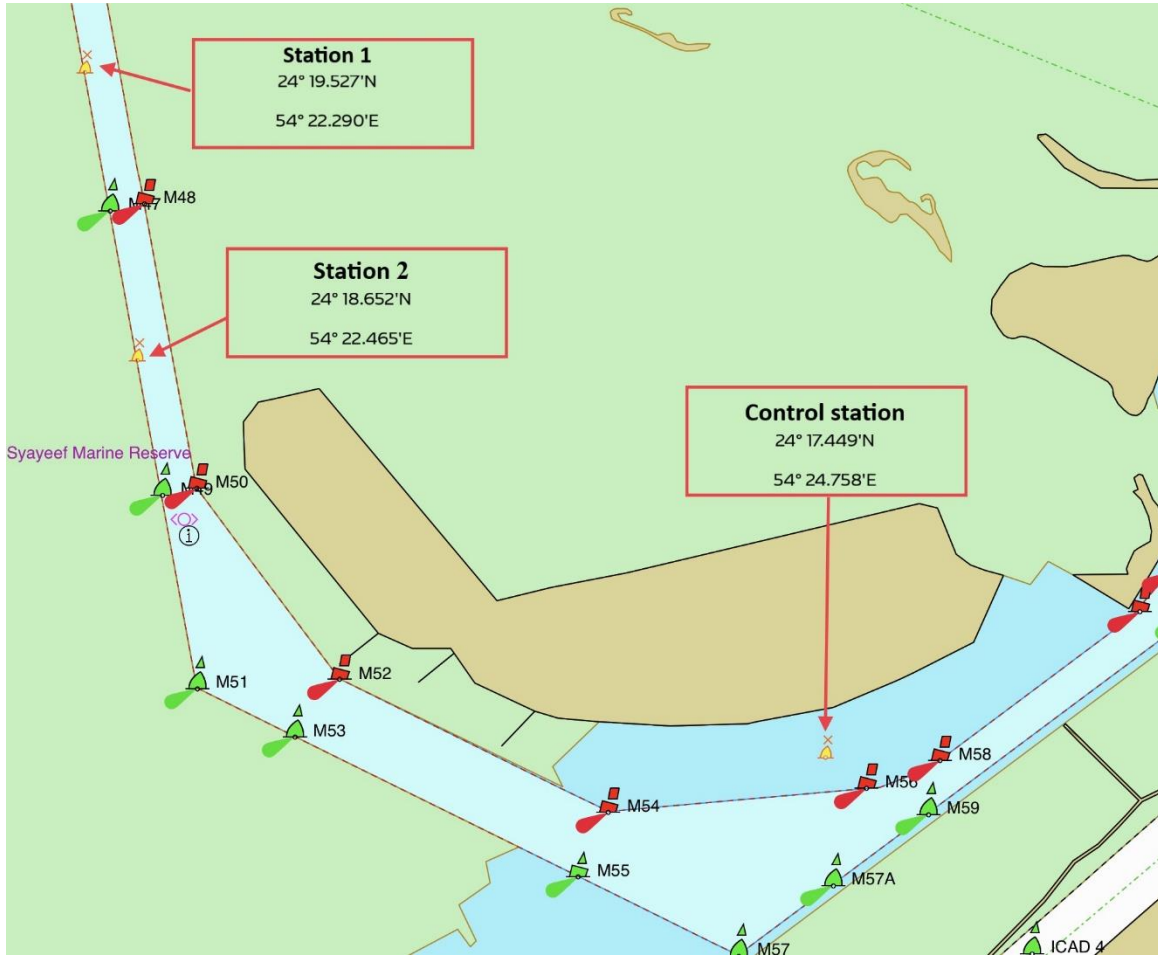 Station 1
24° 19.527'N
54° 22.290'E
M47
M48
Station 2
24° 18.652'N
54° 22.465'E
Control station
24° 17.449'N
54° 24.758'E
Syayeef Marine Reserve
M49
M50
i
M51
M52
M53
M54
M55
M56
M58
M59
M57A
M57
ICAD 4